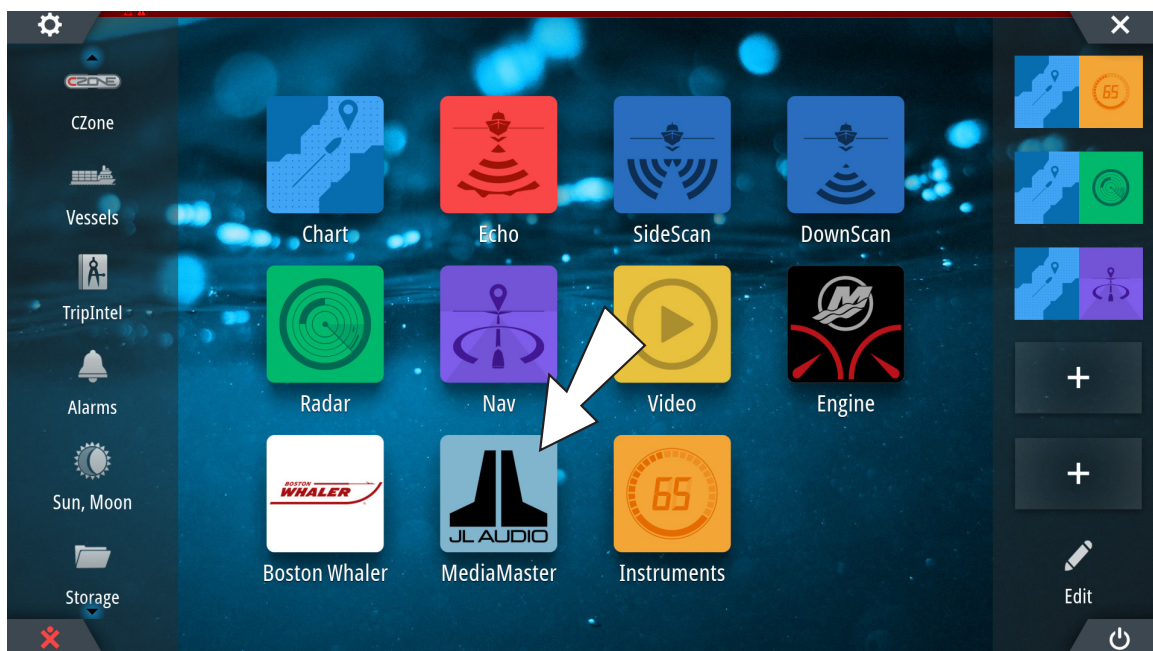 CZONE
CZone
Vessels
TripIntel
Alarms
Sun, Moon
Storage
Chart
Echo
SideScan
DownScan
Radar
Nav
Video
M
Engine
BOSTON
WHALER
Boston Whaler
JL AUDIO
MediaMaster
65
Instruments
65
+
+
Edit